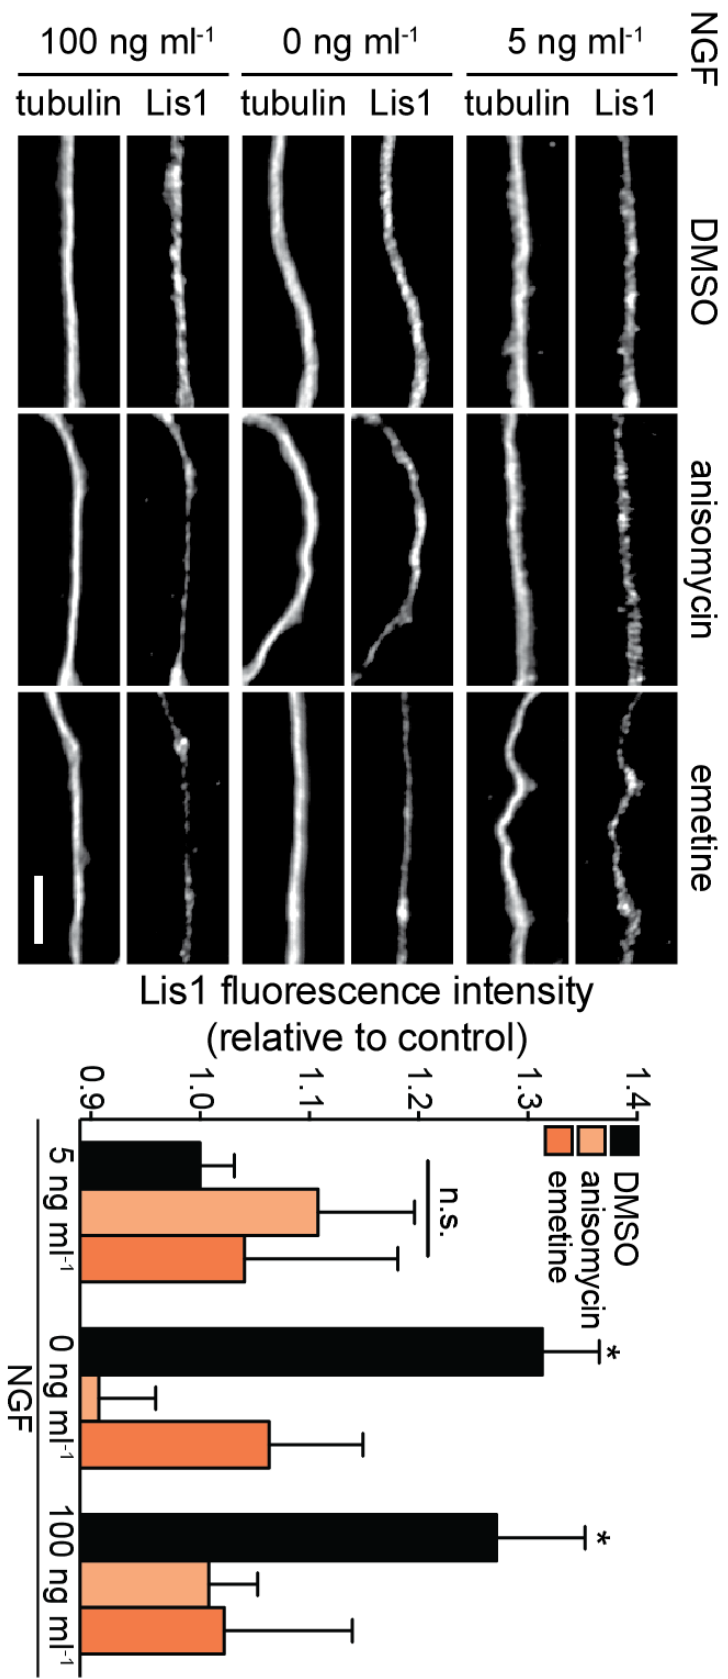 NGF
5 ng ml-1
0 ng ml-1
100 ng ml-1
Lis1
tubulin
Lis1
tubulin
Lis1
tubulin
DMSO
anisomycin
emetine
Lis1 fluorescence intensity
(relative to control)
1.4
1.3
1.2
1.1
1.0
0.9
DMSO
anisomycin
emetine
n.s.
*
*
5 ng ml-1
0 ng ml-1
100 ng ml-1
NGF